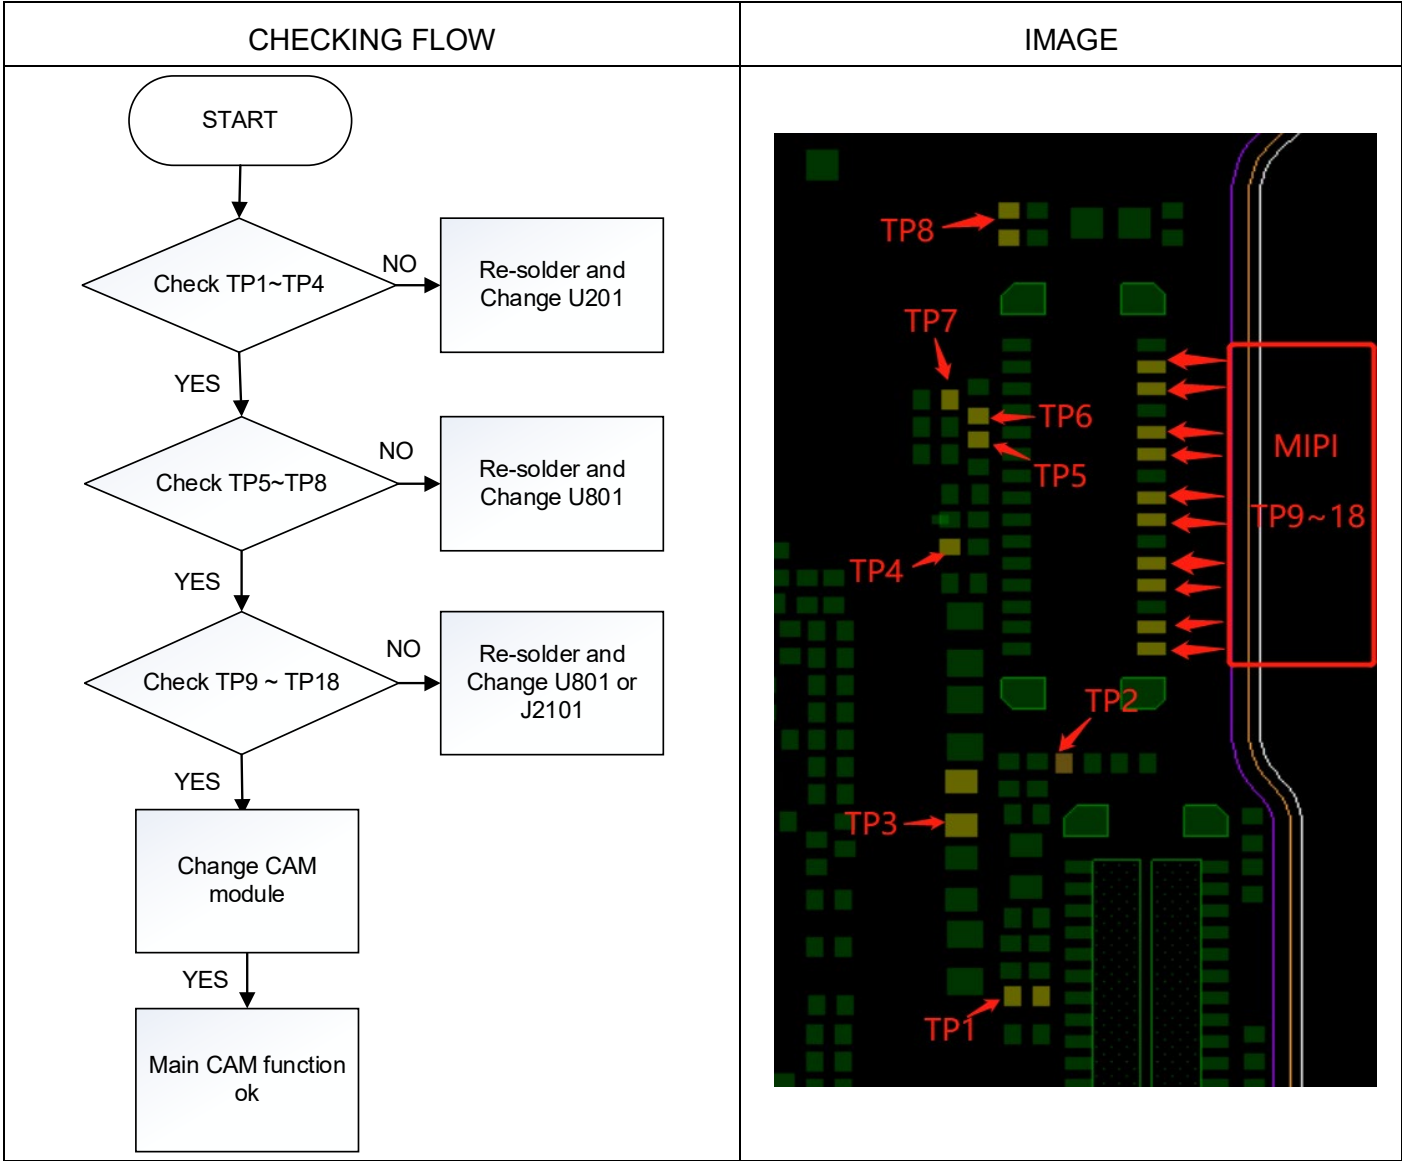 CHECKING FLOW
IMAGE
START
Check TP1~TP4
NO
Re-solder and
Change U201
YES
Check TP5~TP8
NO
Re-solder and
Change U801
YES
Check TP9 ~ TP18
NO
Re-solder and
Change U801 or
J2101
YES
Change CAM
module
YES
Main CAM function
ok
TP8
TP7
TP6
TP5
TP4
MIPI
TP9~18
TP2
TP3
TP1